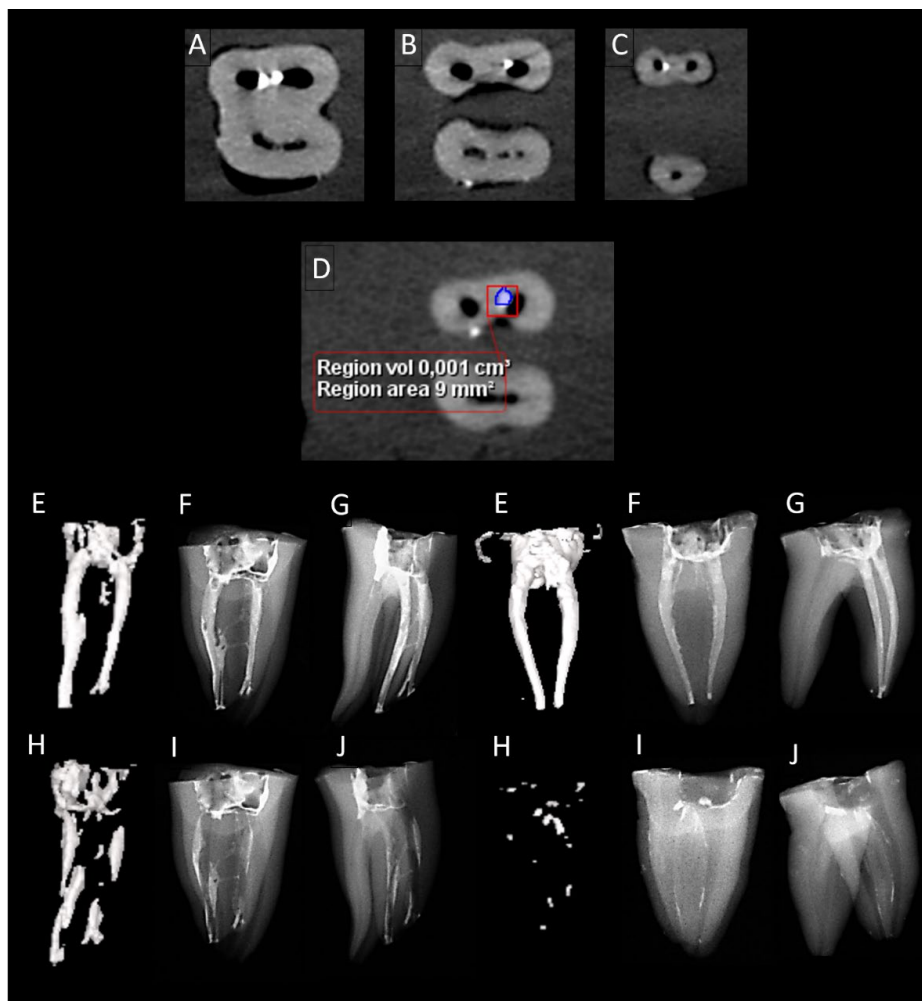 A
B
C
D
Region vol 0,001 cm³
Region area 9 mm²
E
F
G
E
F
G
H
I
J
H
I
J